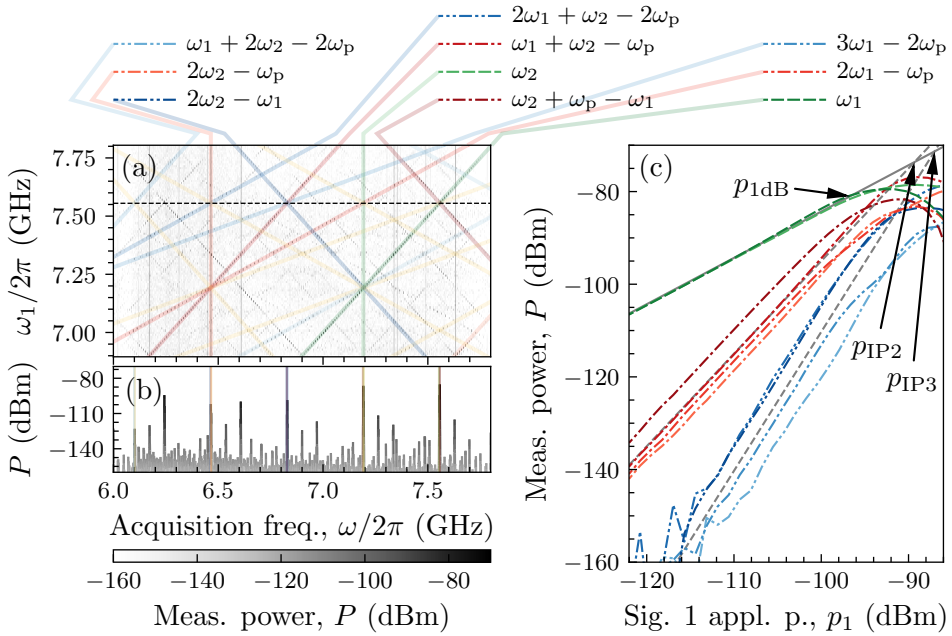 2ω₁ + ω₂ − 2ωₚ
ω₁ + 2ω₂ − 2ωₚ
ω₁ + ω₂ − ωₚ
3ω₁ − 2ωₚ
2ω₂ − ωₚ
ω₂
2ω₁ − ωₚ
2ω₂ − ω₁
ω₂ + ωₚ − ω₁
ω₁
(a)
7.75
7.50
7.25
7.00
ω₁/2π (GHz)
(b)
−80
−110
−140
P (dBm)
6.0
6.5
7.0
7.5
Acquisition freq., ω/2π (GHz)
−160
−140
−120
−100
−80
Meas. power, P (dBm)
(c)
p1dB
pIP2
pIP3
−80
−100
−120
−140
−160
Meas. power, P (dBm)
−120
−110
−100
−90
Sig. 1 appl. p., p₁ (dBm)